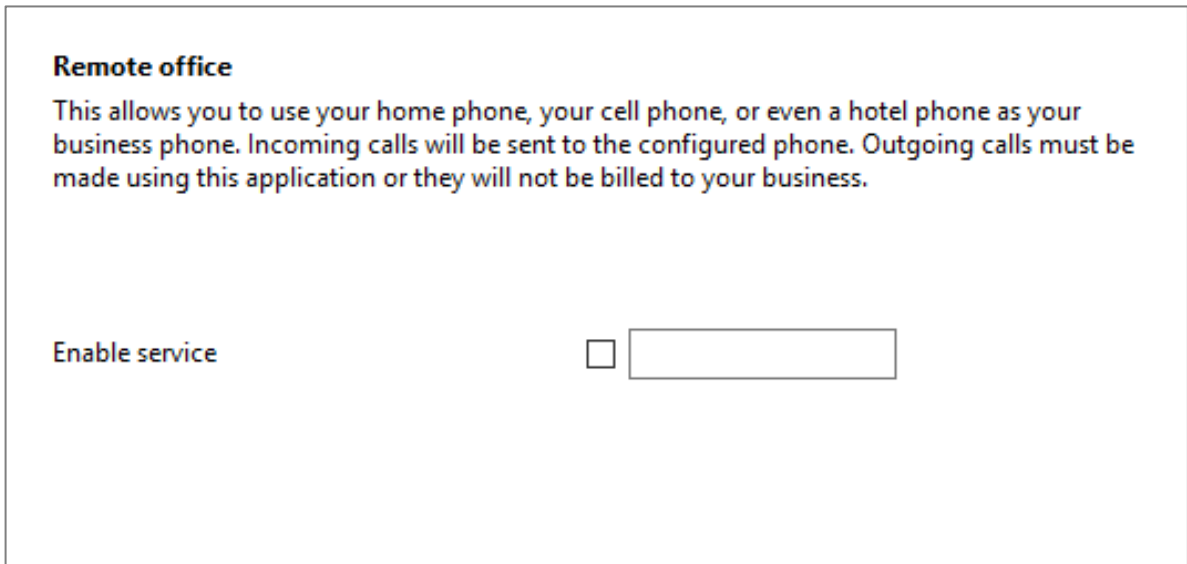 Remote office
This allows you to use your home phone, your cell phone, or even a hotel phone as your
business phone. Incoming calls will be sent to the configured phone. Outgoing calls must be
made using this application or they will not be billed to your business.
Enable service